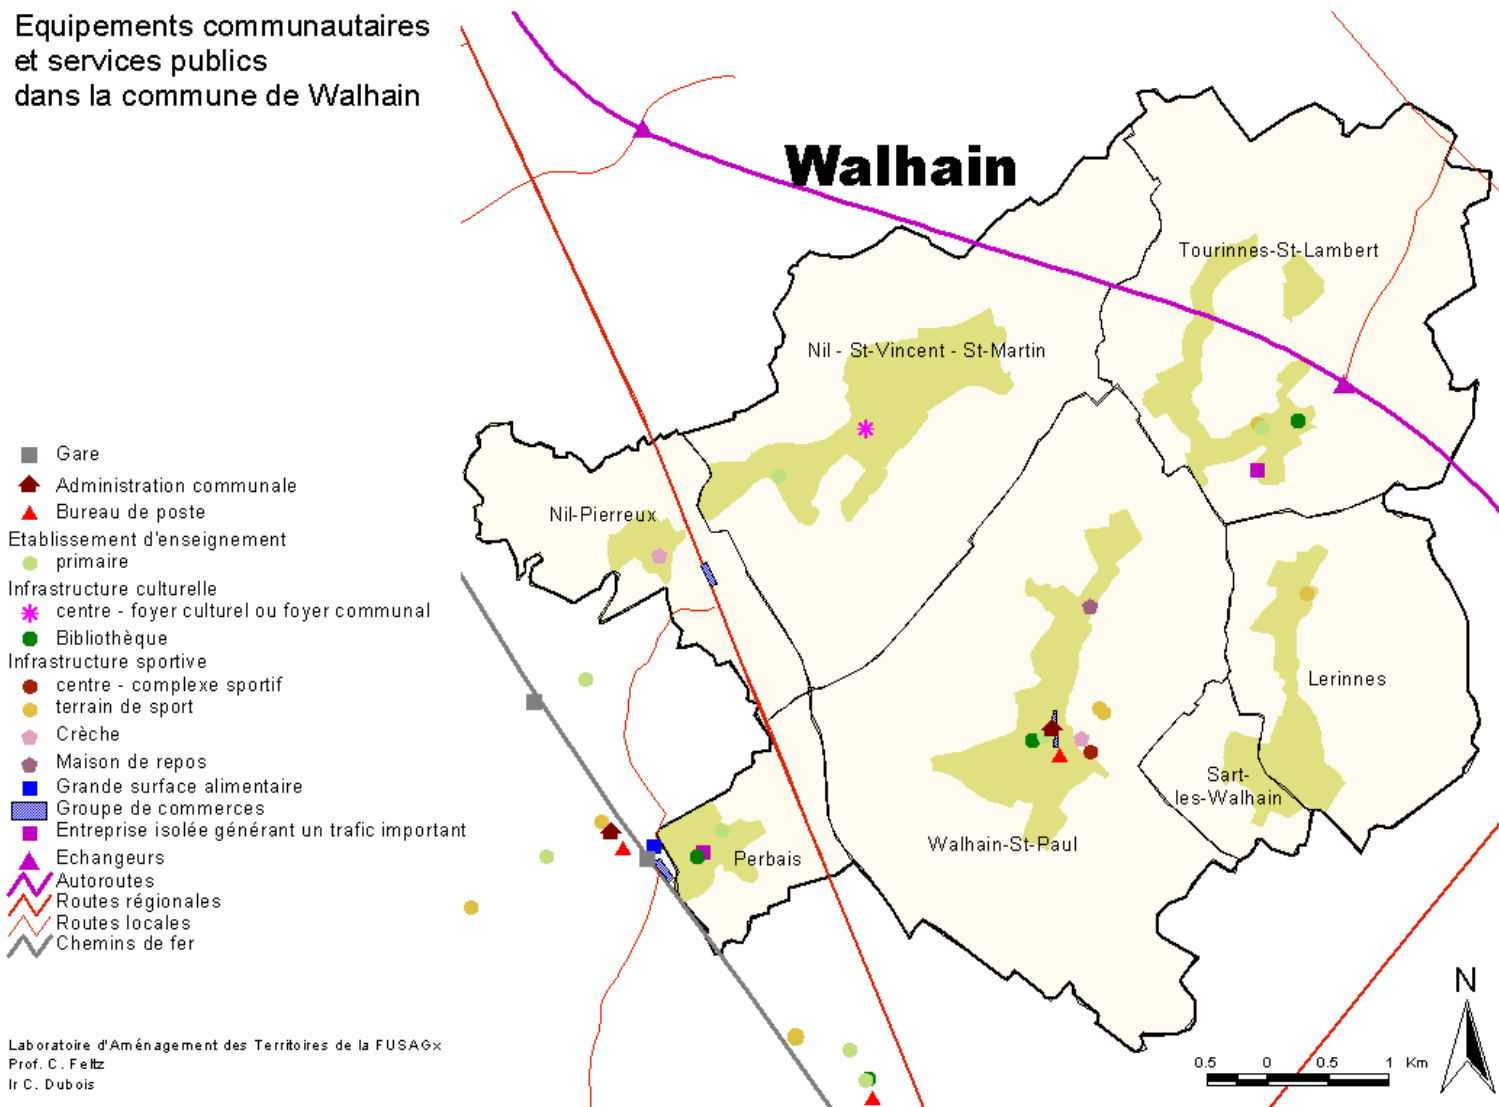 Equipements communautaires
et services publics
dans la commune de Walhain
Walhain
Tourinnes-St-Lambert
Nil - St-Vincent - St-Martin
Nil-Pierreux
Lerinnes
Sart-
les-Walhain
Walhain-St-Paul
Perbais
Gare
Administration communale
Bureau de poste
Etablissement d'enseignement
primaire
Infrastructure culturelle
centre - foyer culturel ou foyer communal
Bibliothèque
Infrastructure sportive
centre - complexe sportif
terrain de sport
Crèche
Maison de repos
Grande surface alimentaire
Groupe de commerces
Entreprise isolée générant un trafic important
Echangeurs
Autoroutes
Routes régionales
Routes locales
Chemins de fer
Laboratoire d'Aménagement des Territoires de la FUSAGx
Prof. C. Feltz
Ir C. Dubois
0.5 0 0.5 1 Km
N